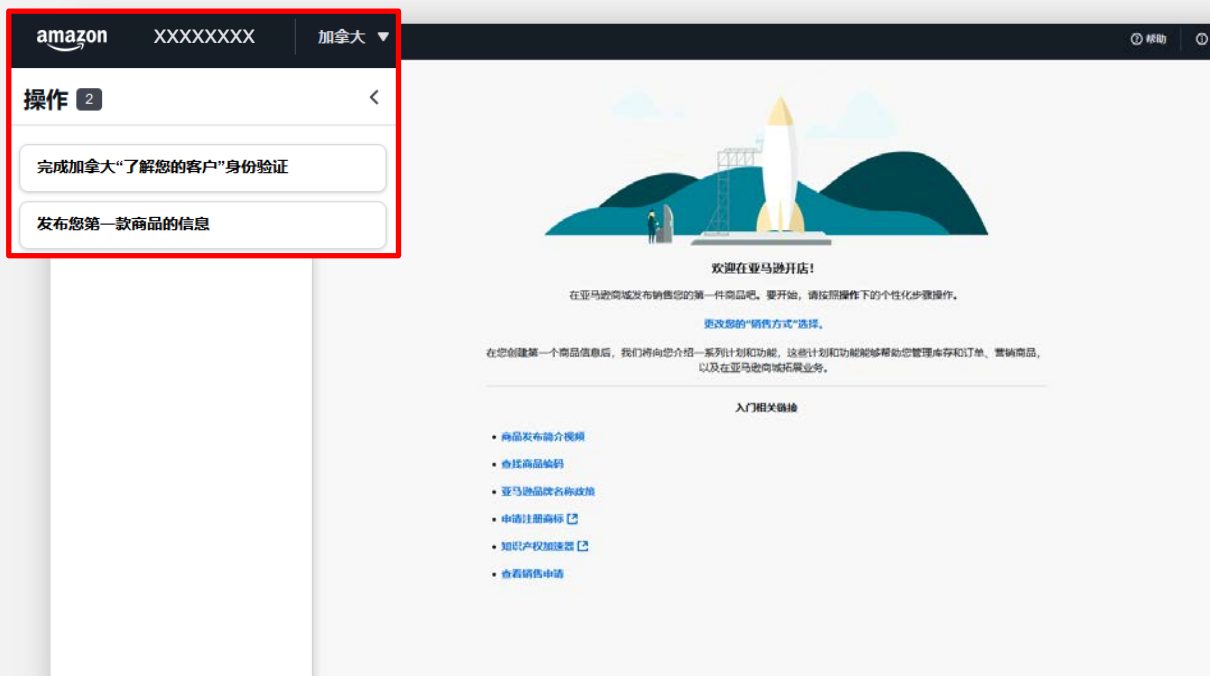 amazon XXXXXXXX 加拿大 ▼
帮助
操作 2
完成加拿大“了解您的客户”身份验证
发布您第一款商品的信息
欢迎在亚马逊开店！
在亚马逊商城发布销售您的第一件商品吧。要开始，请按照操作下的个性化步骤操作。
更改您的“销售方式”选择。
在您创建第一个商品信息后，我们将向您介绍一系列计划和功能，这些计划和功能能够帮助您管理库存和订单、营销商品，
以及在亚马逊商城拓展业务。
入门相关链接
• 商品发布简介视频
• 查找商品编码
• 亚马逊品牌名称政策
• 申请注册商标
• 知识产权加速器
• 查看销售申请